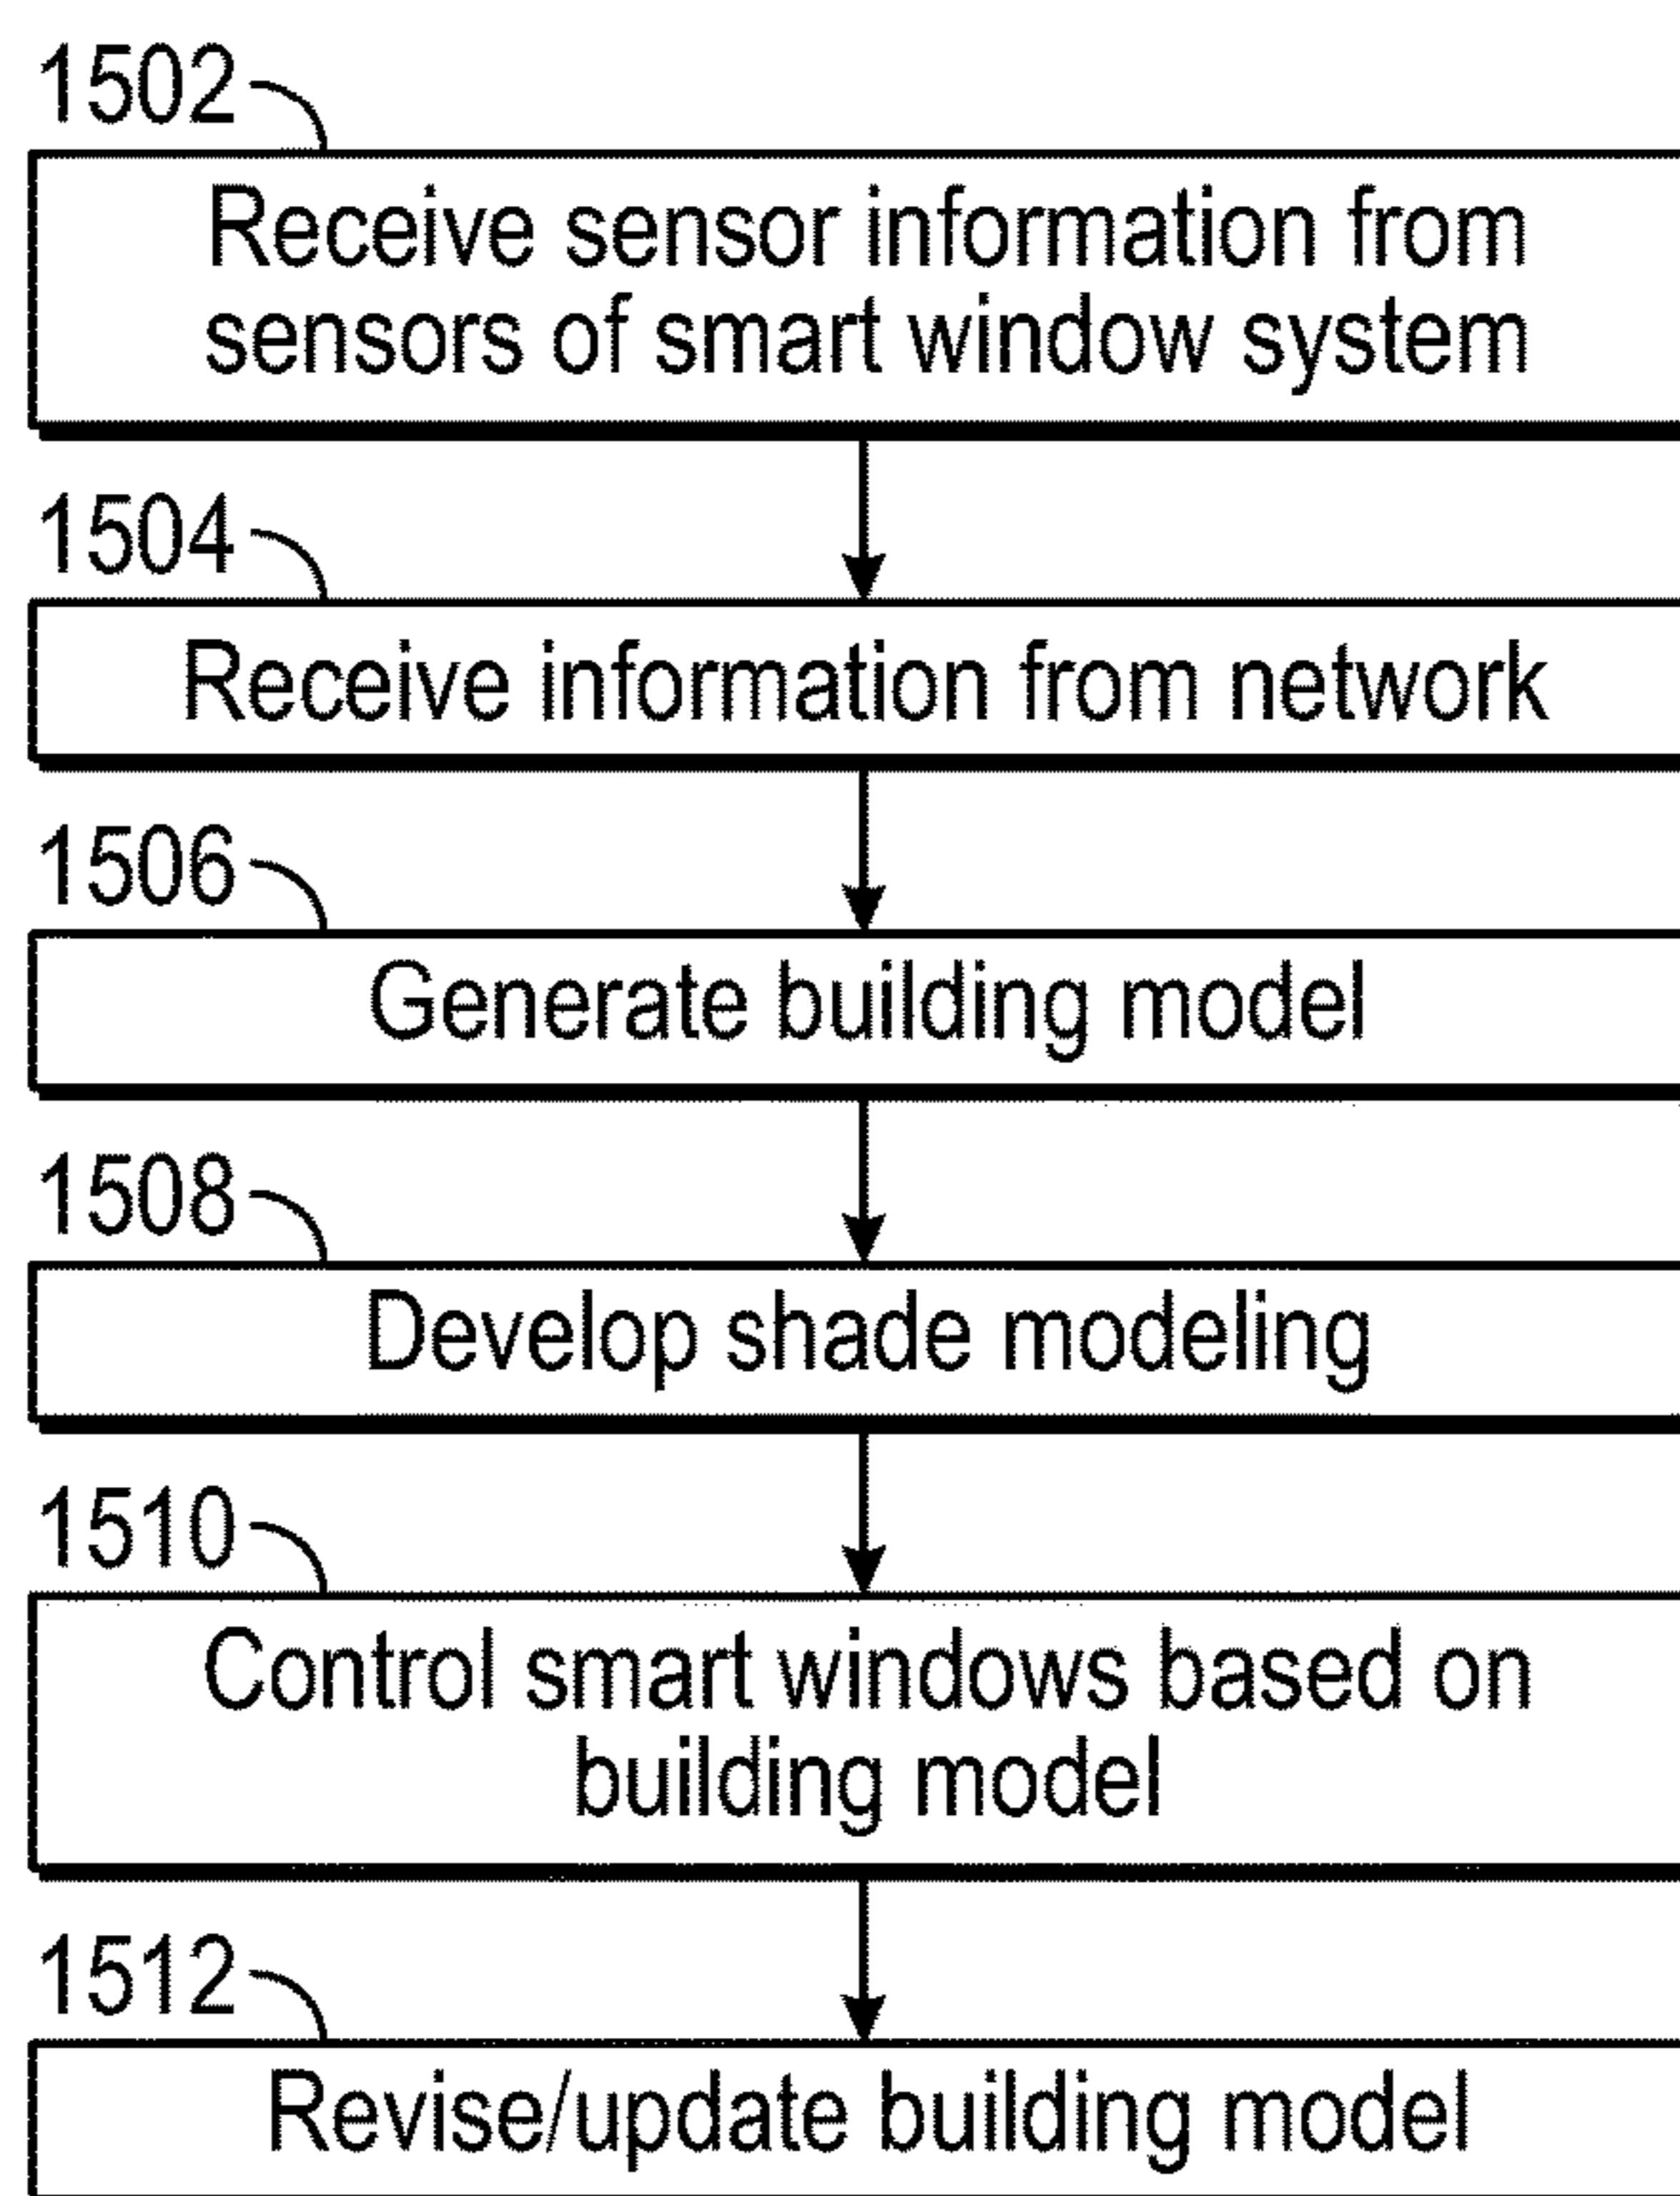 1502
Receive sensor information from
sensors of smart window system
1504
Receive information from network
1506
Generate building model
1508
Develop shade modeling
1510
Control smart windows based on
building model
1512
Revise/update building model